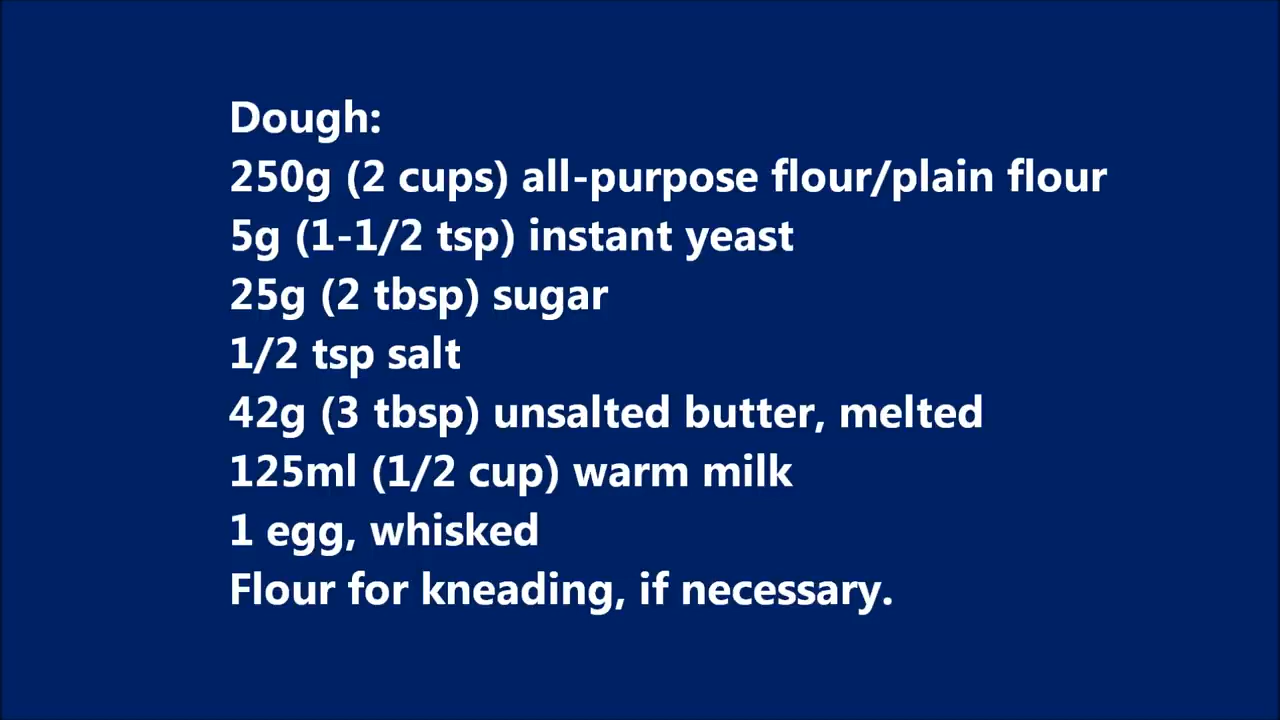 Dough:
250g (2 cups) all-purpose flour/plain flour
5g (1-1/2 tsp) instant yeast
25g (2 tbsp) sugar
1/2 tsp salt
42g (3 tbsp) unsalted butter, melted
125ml (1/2 cup) warm milk
1 egg, whisked
Flour for kneading, if necessary.